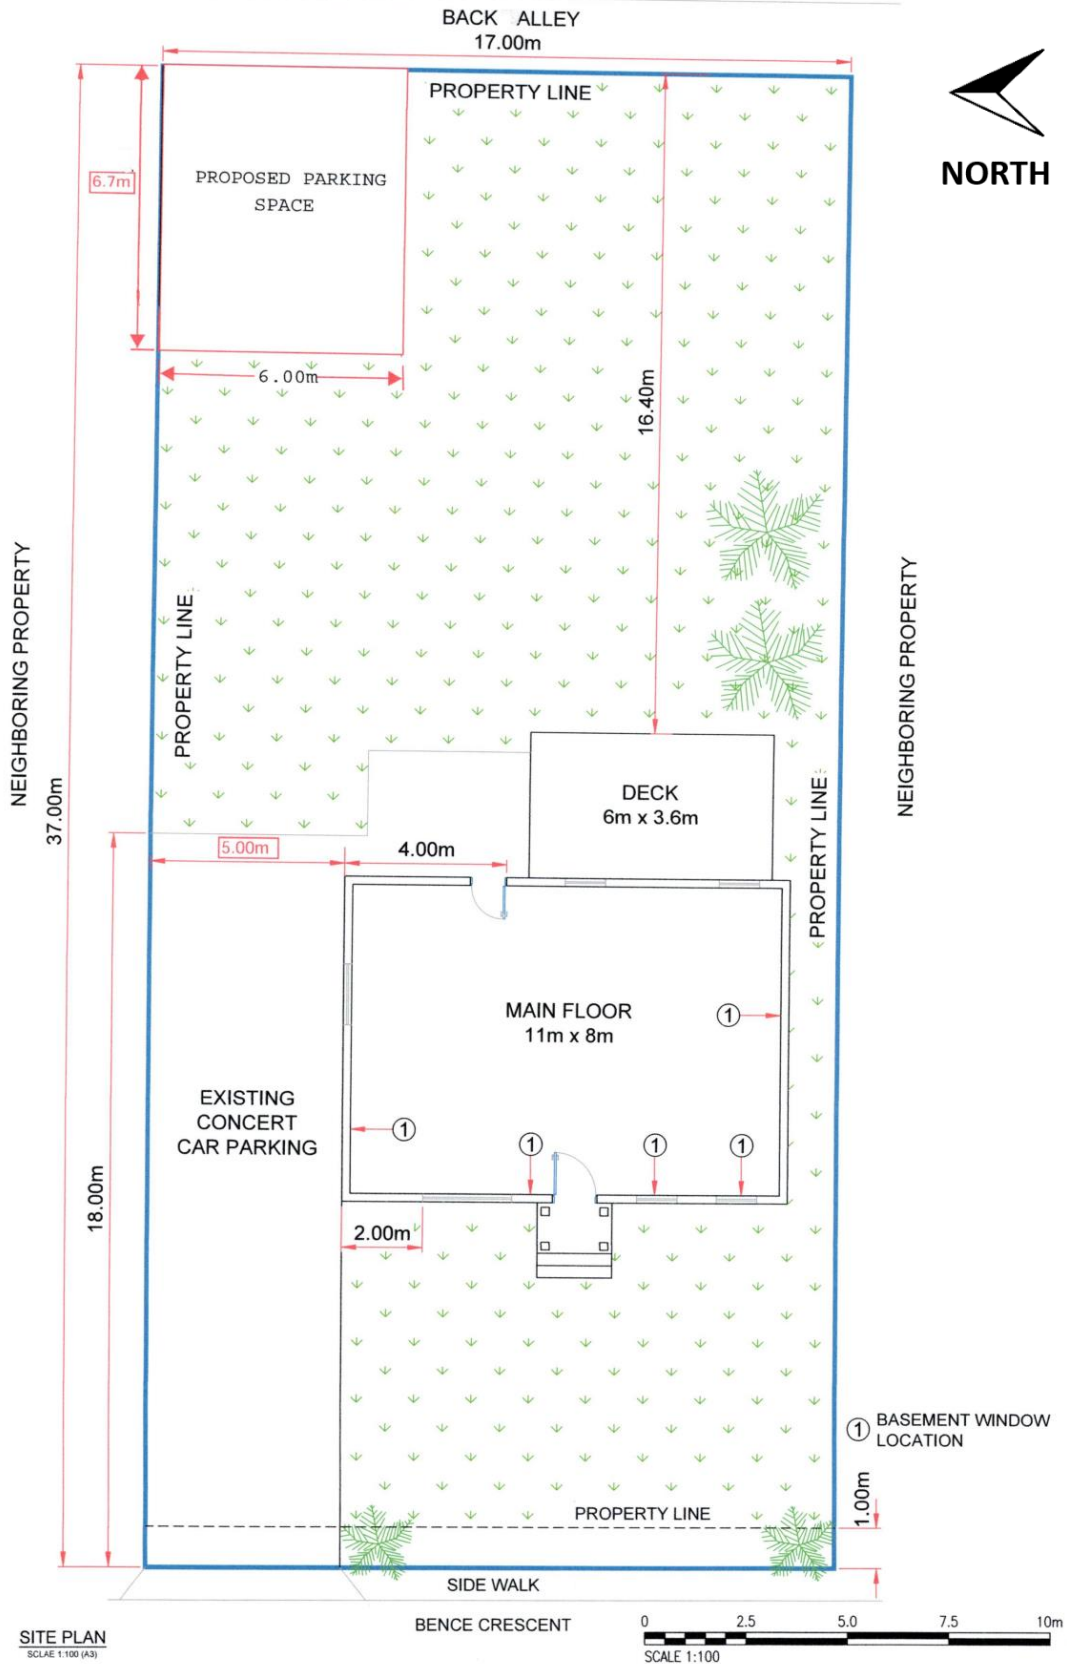 BACK ALLEY
17.00m
PROPERTY LINE
NORTH
6.7m
PROPOSED PARKING
SPACE
6.00m
16.40m
NEIGHBORING PROPERTY
PROPERTY LINE
NEIGHBORING PROPERTY
37.00m
DECK
6m x 3.6m
PROPERTY LINE
5.00m
4.00m
MAIN FLOOR
11m x 8m
1
EXISTING
CONCERT
CAR PARKING
1
1
1
1
18.00m
2.00m
1 BASEMENT WINDOW
LOCATION
1.00m
PROPERTY LINE
SIDE WALK
BENCE CRESCENT
SITE PLAN
SCLAE 1:100 (A3)
0 2.5 5.0 7.5 10m
SCALE 1:100